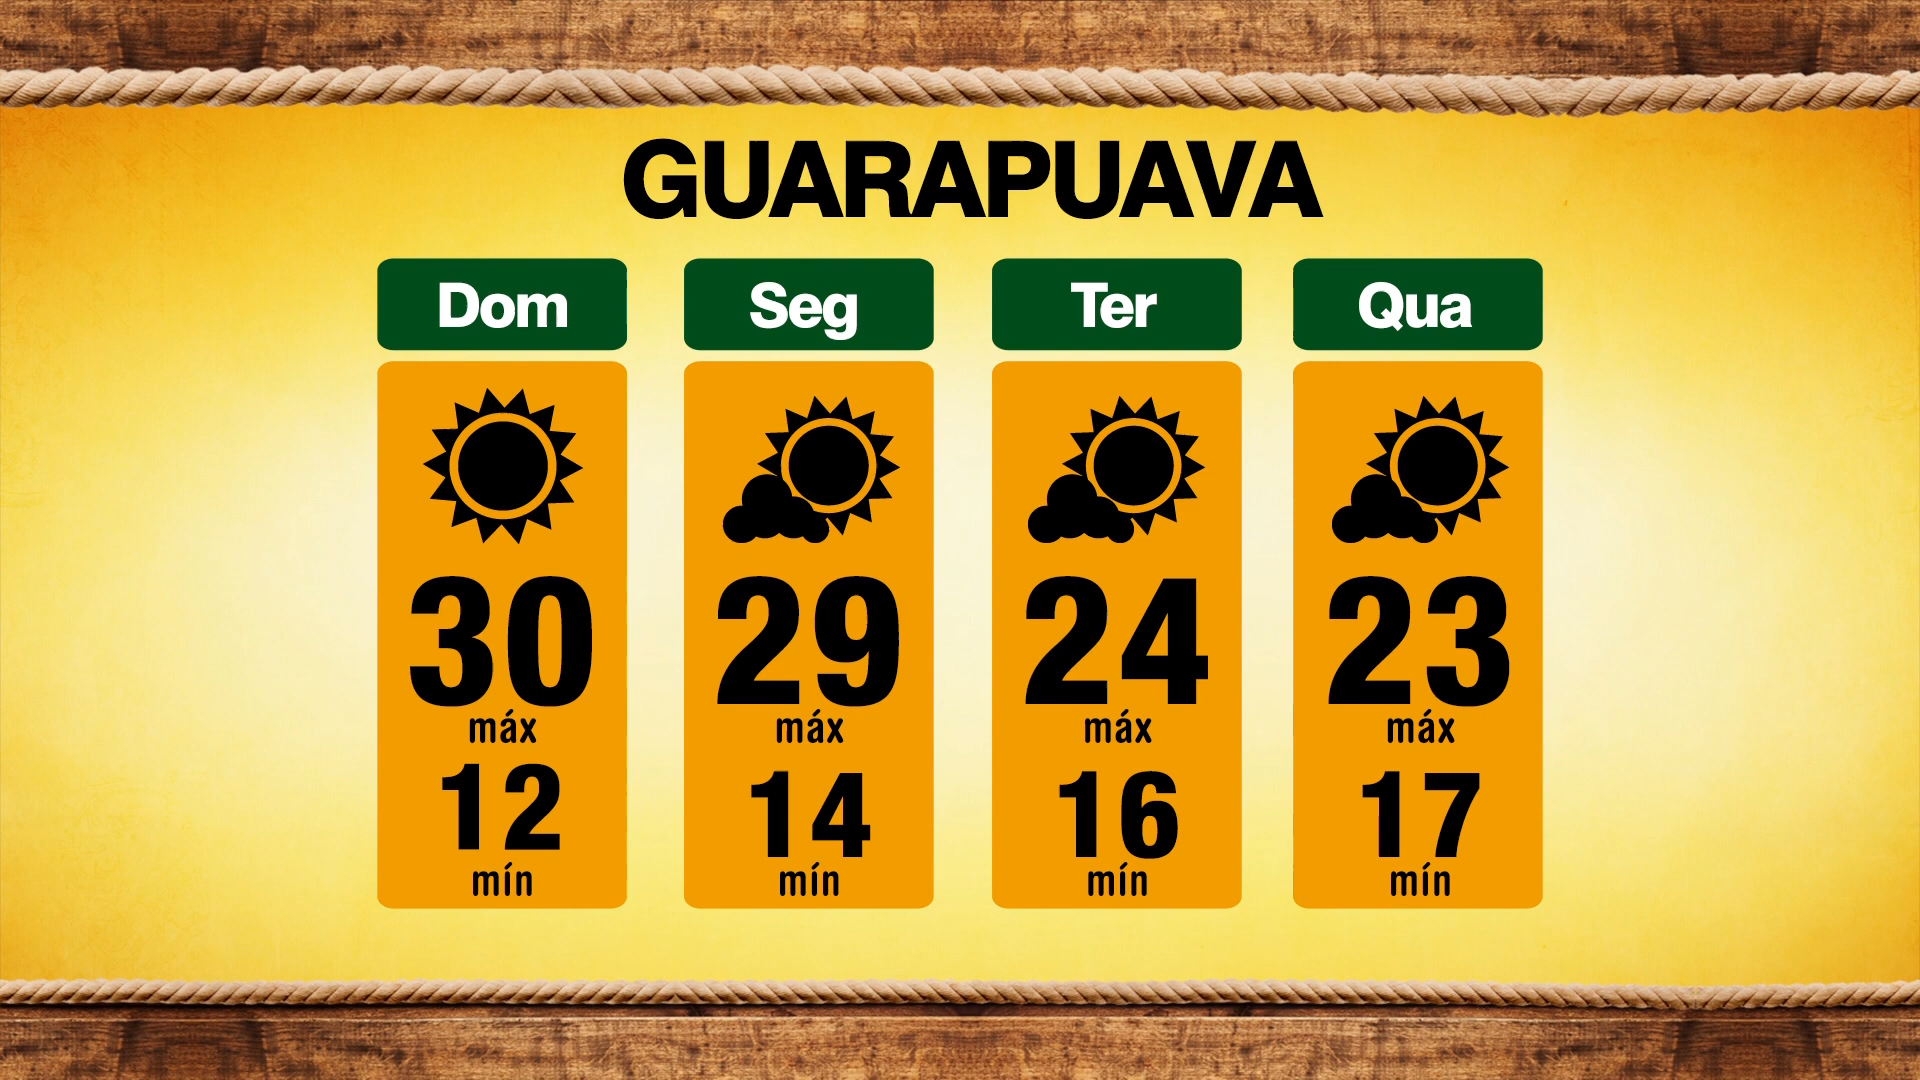 GUARAPUAVA
Dom
Seg
Ter
Qua
30
máx
12
mín
29
máx
14
mín
24
máx
16
mín
23
máx
17
mín